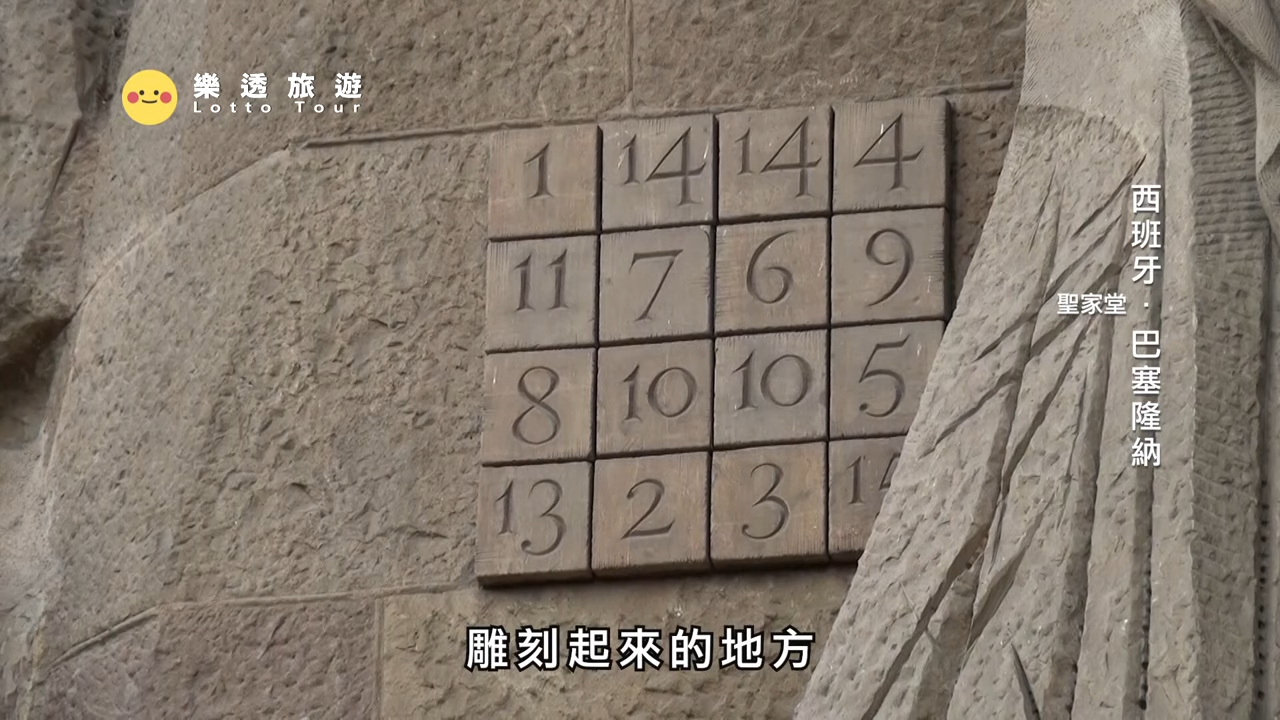 樂透旅遊
Lotto Tour
1 14 14 4
11 7 6 9
8 10 10 5
13 2 3
西班牙·巴塞隆納
聖家堂
雕刻起來的地方